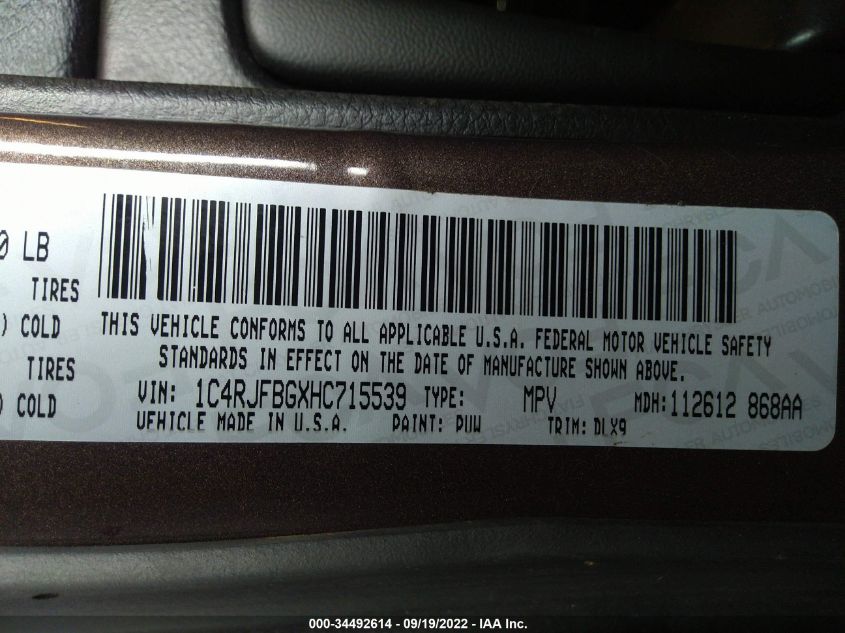 0 LB
TIRES
) COLD
TIRES
) COLD
THIS VEHICLE CONFORMS TO ALL APPLICABLE U.S.A. FEDERAL MOTOR VEHICLE SAFETY
STANDARDS IN EFFECT ON THE DATE OF MANUFACTURE SHOWN ABOVE.
VIN: 1C4RJFBGXHC715539 TYPE: MPV MDH: 112612 868AA
VEHICLE MADE IN U.S.A. PAINT: PUW TRIM: DLX9
000-34492614 - 09/19/2022 - IAA Inc.